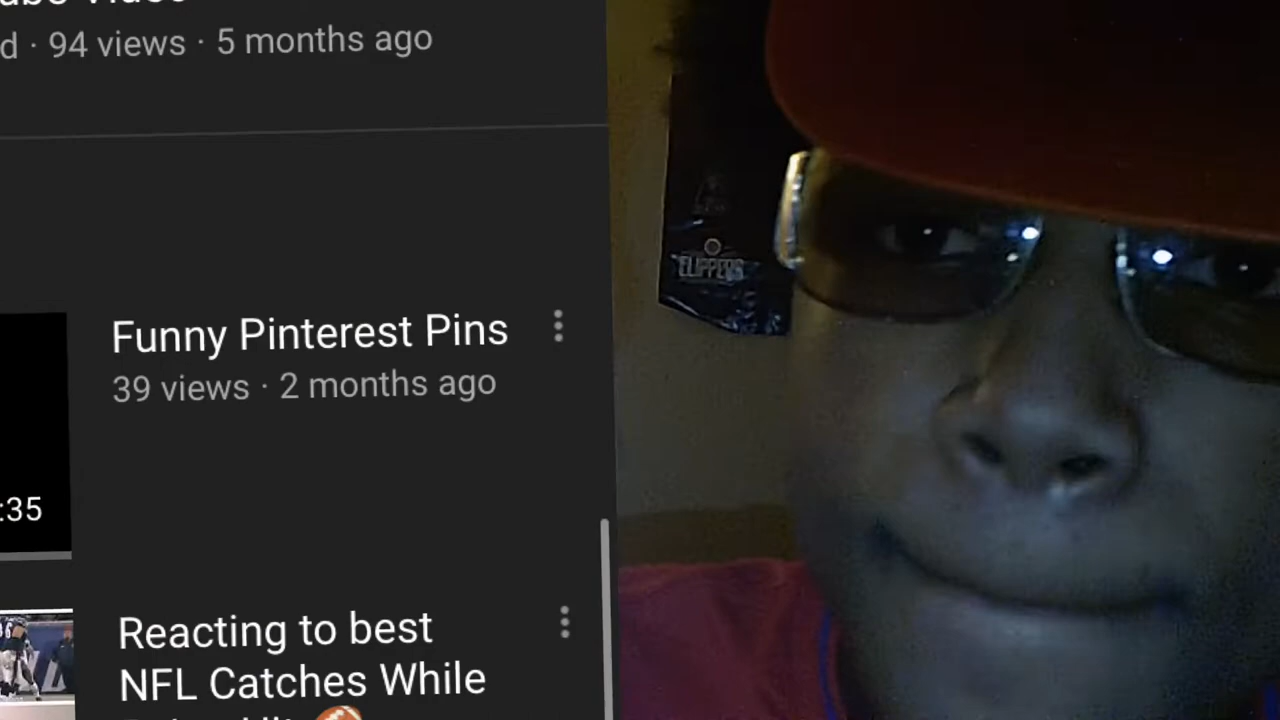 d · 94 views · 5 months ago
Funny Pinterest Pins
39 views · 2 months ago
:35
Reacting to best
NFL Catches While
CLIPPERS